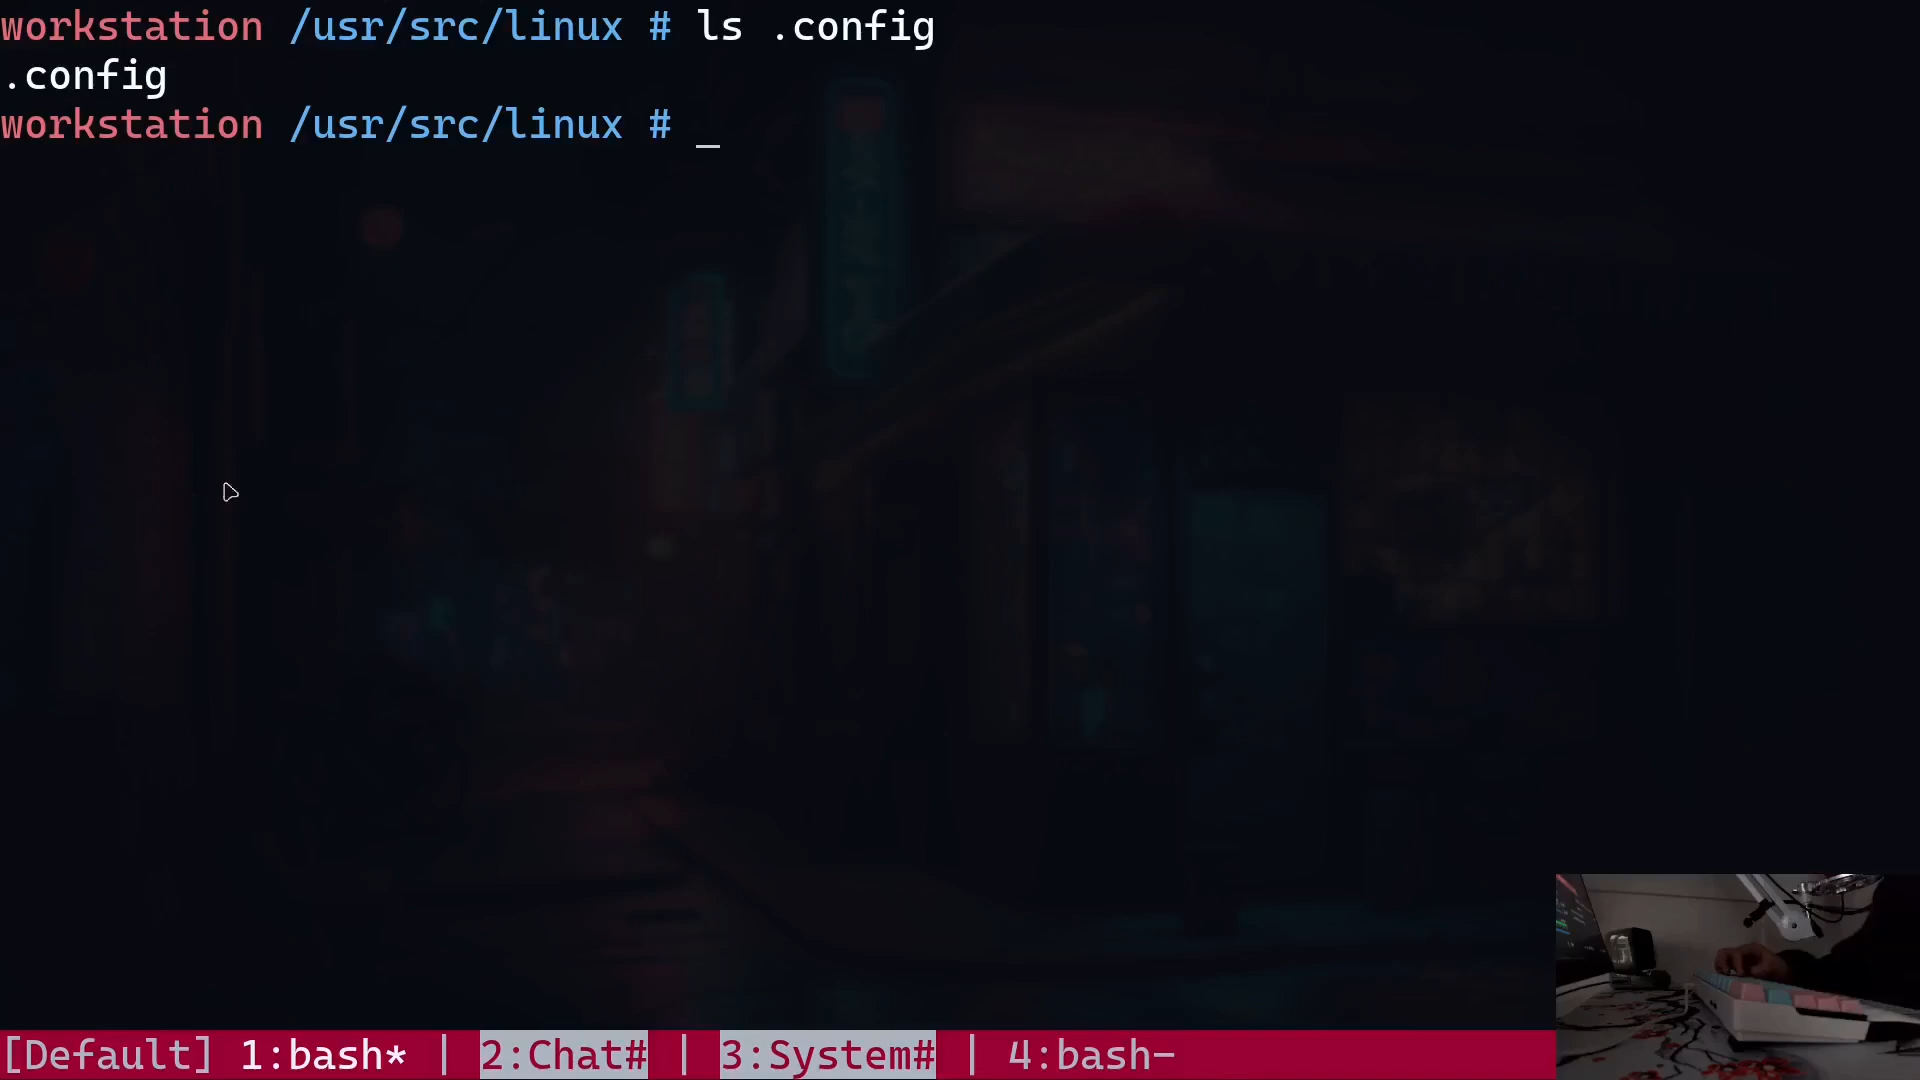 workstation /usr/src/linux # ls .config
.config
workstation /usr/src/linux # _
[Default] 1:bash* | 2:Chat# | 3:System# | 4:bash-